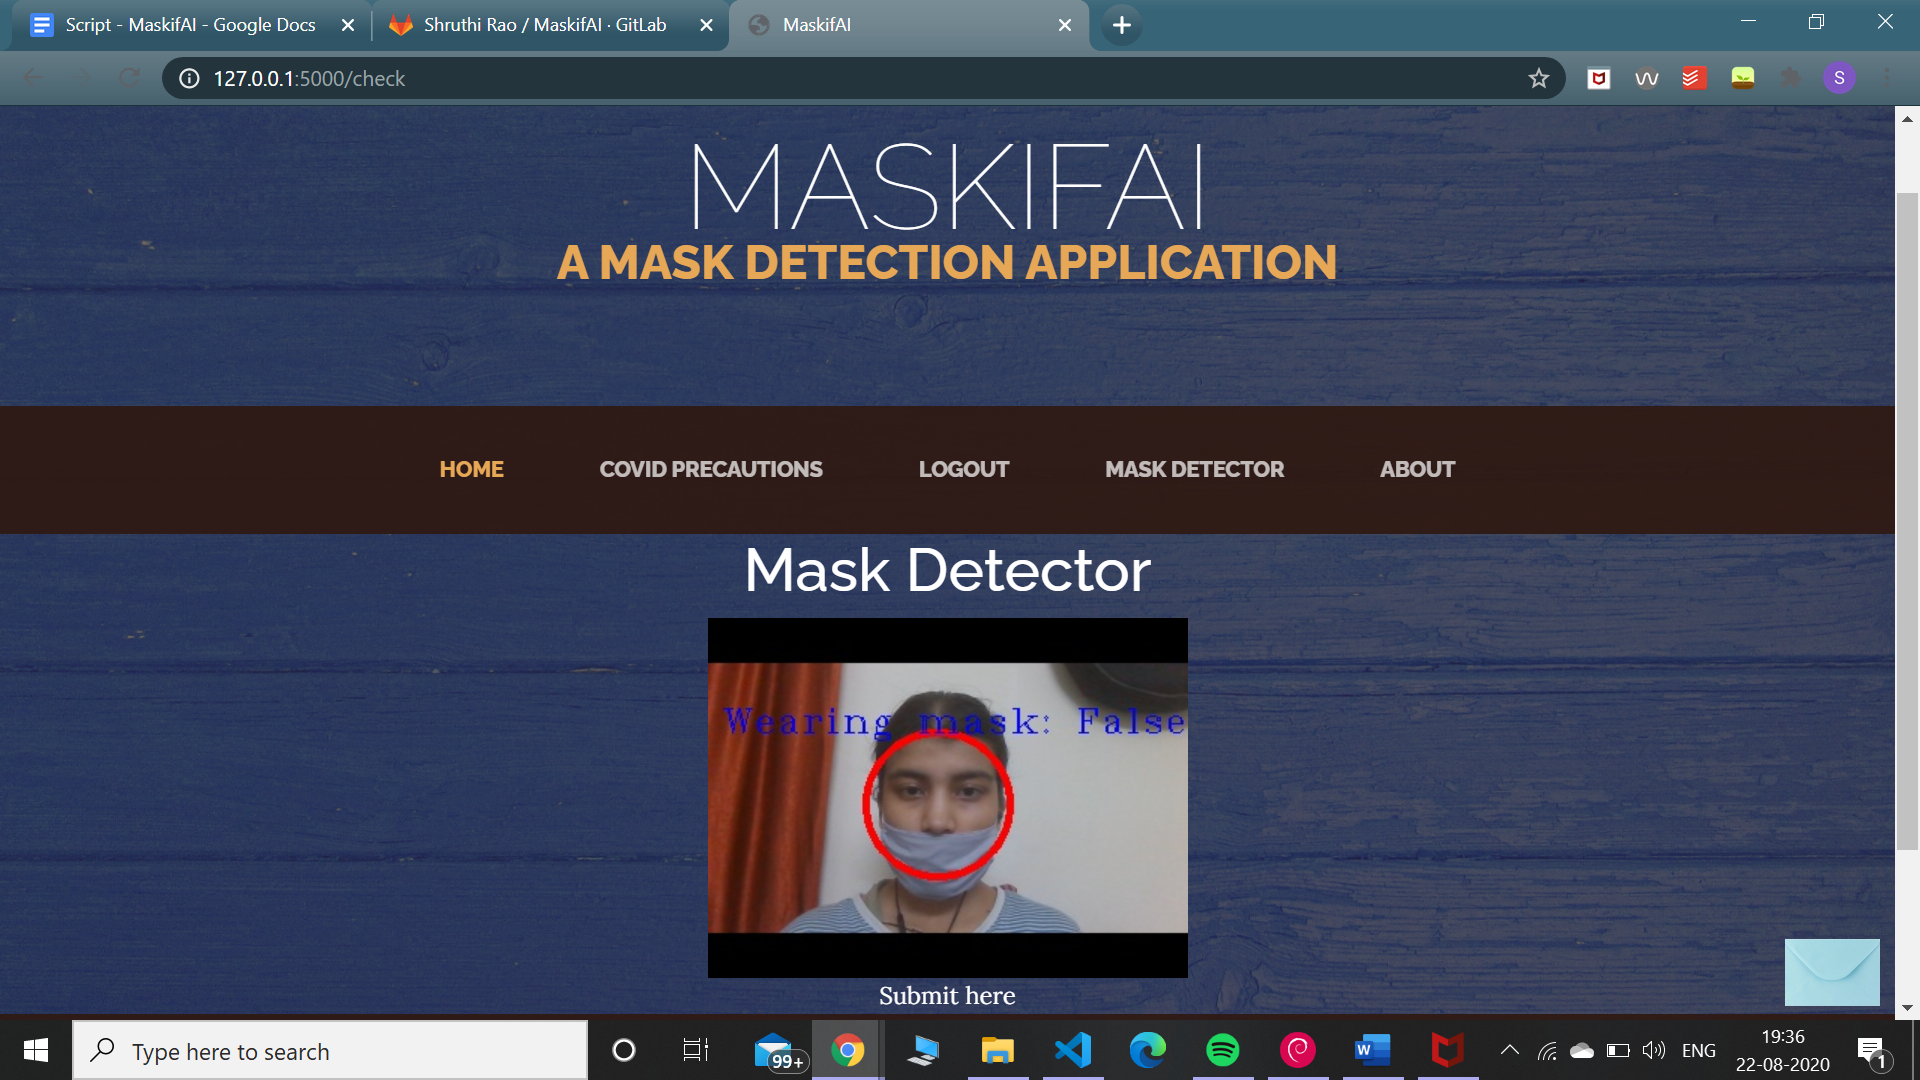 Script - MaskifAI - Google Docs
Shruthi Rao / MaskifAI · GitLab
MaskifAI
127.0.0.1:5000/check
S
MASKIFAI
A MASK DETECTION APPLICATION
HOME
COVID PRECAUTIONS
LOGOUT
MASK DETECTOR
ABOUT
Mask Detector
Wearing mask: False
Submit here
Type here to search
99+
W
ENG
19:36
22-08-2020
1